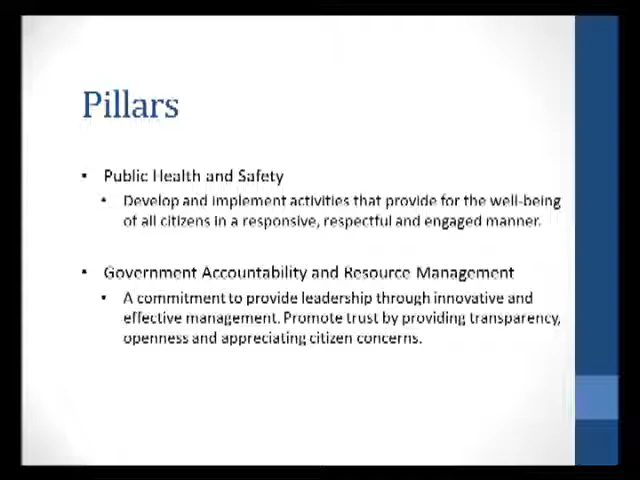 Pillars
• Public Health and Safety
• Develop and implement activities that provide for the well-being
of all citizens in a responsive, respectful and engaged manner.
• Government Accountability and Resource Management
• A commitment to provide leadership through innovative and
effective management. Promote trust by providing transparency,
openness and appreciating citizen concerns.